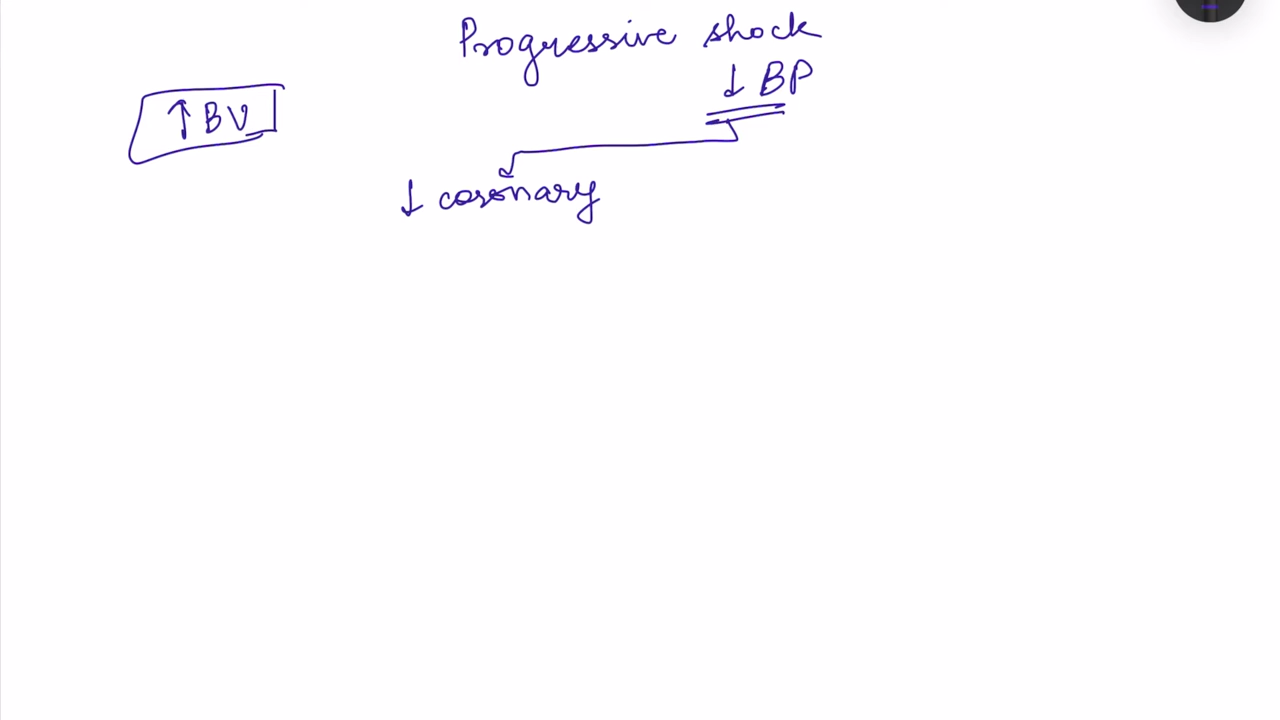 Progressive shock
↓ BP
↑ BV
↓ coronary